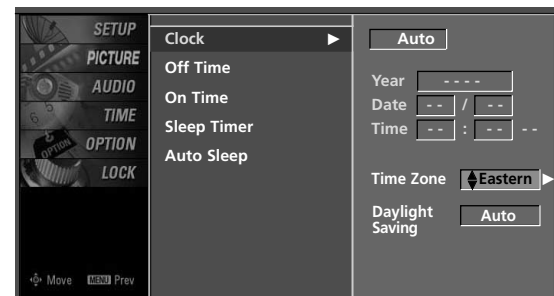 SETUP
PICTURE
AUDIO
TIME
OPTION
LOCK
Move MENU Prev
Clock
Off Time
On Time
Sleep Timer
Auto Sleep
Auto
Year - - - -
Date - - / - -
Time - - : - - - -
Time Zone Eastern
Daylight
Saving Auto